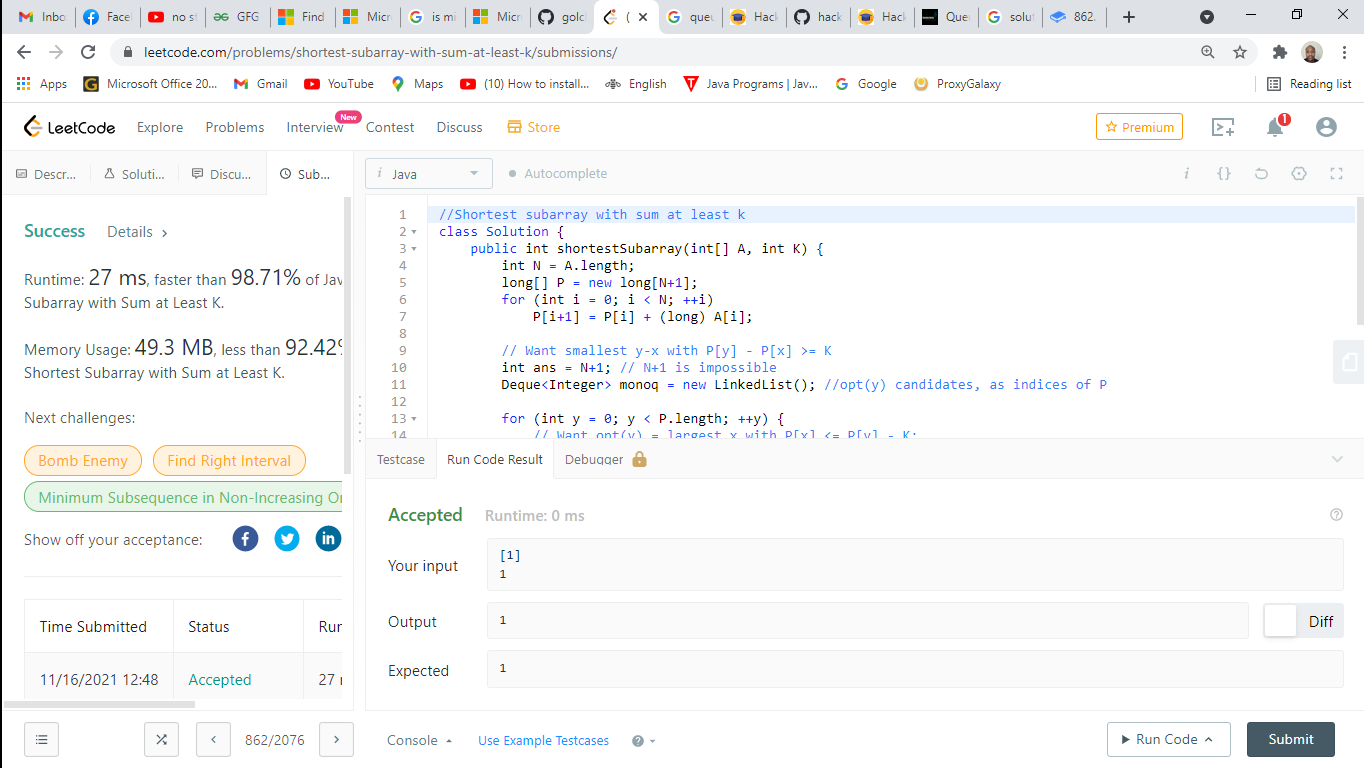 Inbo
Face
no st
GFG
Find
Micr
is mi
Micr
golc
(
quev
Hack
hack
Hack
Que
solut
862.
leetcode.com/problems/shortest-subarray-with-sum-at-least-k/submissions/
Apps
Microsoft Office 20...
Gmail
YouTube
Maps
(10) How to install...
English
Java Programs | Jav...
Google
ProxyGalaxy
Reading list
LeetCode
Explore
Problems
Interview
New
Contest
Discuss
Store
Premium
1
Descr...
Soluti...
Discu...
Sub...
i Java
Autocomplete
Success
Details >
Runtime: 27 ms, faster than 98.71% of Jav
Subarray with Sum at Least K.
Memory Usage: 49.3 MB, less than 92.42%
Shortest Subarray with Sum at Least K.
Next challenges:
Bomb Enemy
Find Right Interval
Minimum Subsequence in Non-Increasing Or
Show off your acceptance:
Time Submitted
Status
Run
11/16/2021 12:48
Accepted
27 r
862/2076
1 //Shortest subarray with sum at least k
2 class Solution {
3 public int shortestSubarray(int[] A, int K) {
4 int N = A.length;
5 long[] P = new long[N+1];
6 for (int i = 0; i < N; ++i)
7 P[i+1] = P[i] + (long) A[i];
8
9 // Want smallest y-x with P[y] - P[x] >= K
10 int ans = N+1; // N+1 is impossible
11 Deque<Integer> monoq = new LinkedList(); //opt(y) candidates, as indices of P
12
13 for (int y = 0; y < P.length; ++y) {
14 // Want opt(y) = largest x with P[x] <= P[y] - K;
Testcase
Run Code Result
Debugger
Accepted
Runtime: 0 ms
Your input
[1]
1
Output
1
Diff
Expected
1
Console
Use Example Testcases
Run Code
Submit